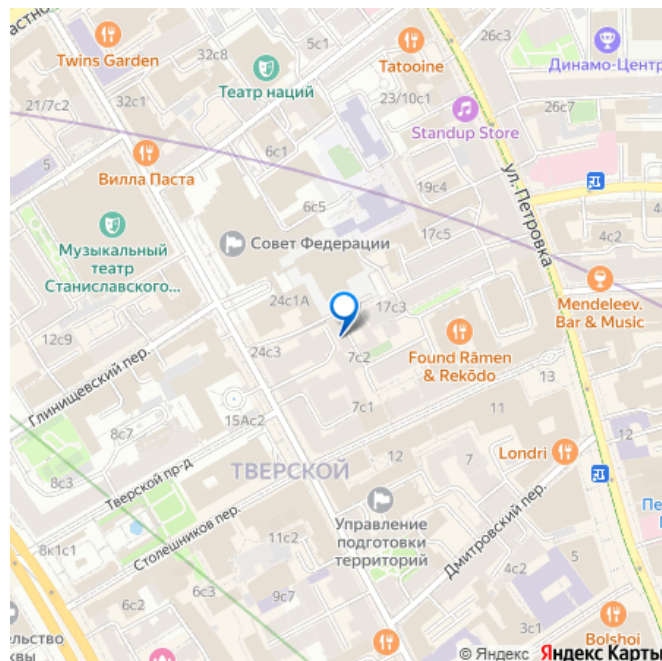 астног
Twins Garden
32с8
5с1
Tatooine
26с3
Динамо-Центр
Театр наций
21/7с2
32с1
23/10с1
26с7
Standup Store
5
6с1
Вилла Паста
ул. Петровка
19с4
6с5
Музыкальный
театр
Станиславского...
Совет Федерации
17с5
4с2
24с1А
17с3
Mendeleev.
Bar & Music
12с9
24с3
7с2
Found Rāmen
& Rekōdo
Глинищевский пер.
13
7с1
11
15Ас2
8с7
12
7
Londri
12
ТВЕРСКОЙ
8с3
Тверской пр-д
Управление
подготовки
территорий
Дмитровский пер.
Столешников пер.
11с2
4с2
5
8к1с1
6с2
6с3
9с7
2
Bolshoi
© Яндекс Яндекс Карты